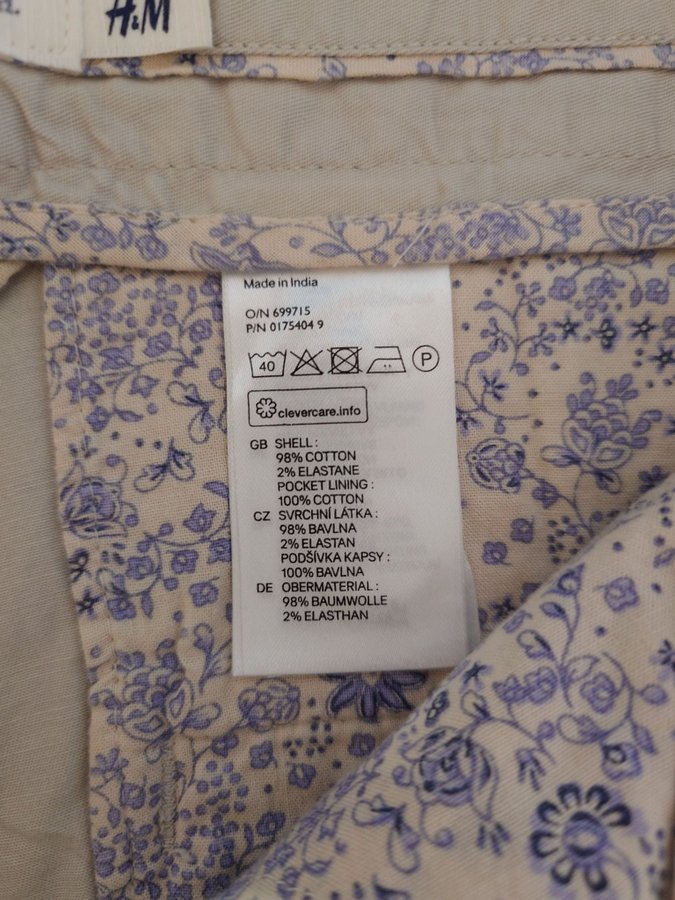 H&M
Made in India
O/N 699715
P/N 0175404 9
40 P
clevercare.info
GB SHELL:
98% COTTON
2% ELASTANE
POCKET LINING:
100% COTTON
CZ SVRCHNÍ LÁTKA:
98% BAVLNA
2% ELASTAN
PODŠÍVKA KAPSY:
100% BAVLNA
DE OBERMATERIAL:
98% BAUMWOLLE
2% ELASTHAN